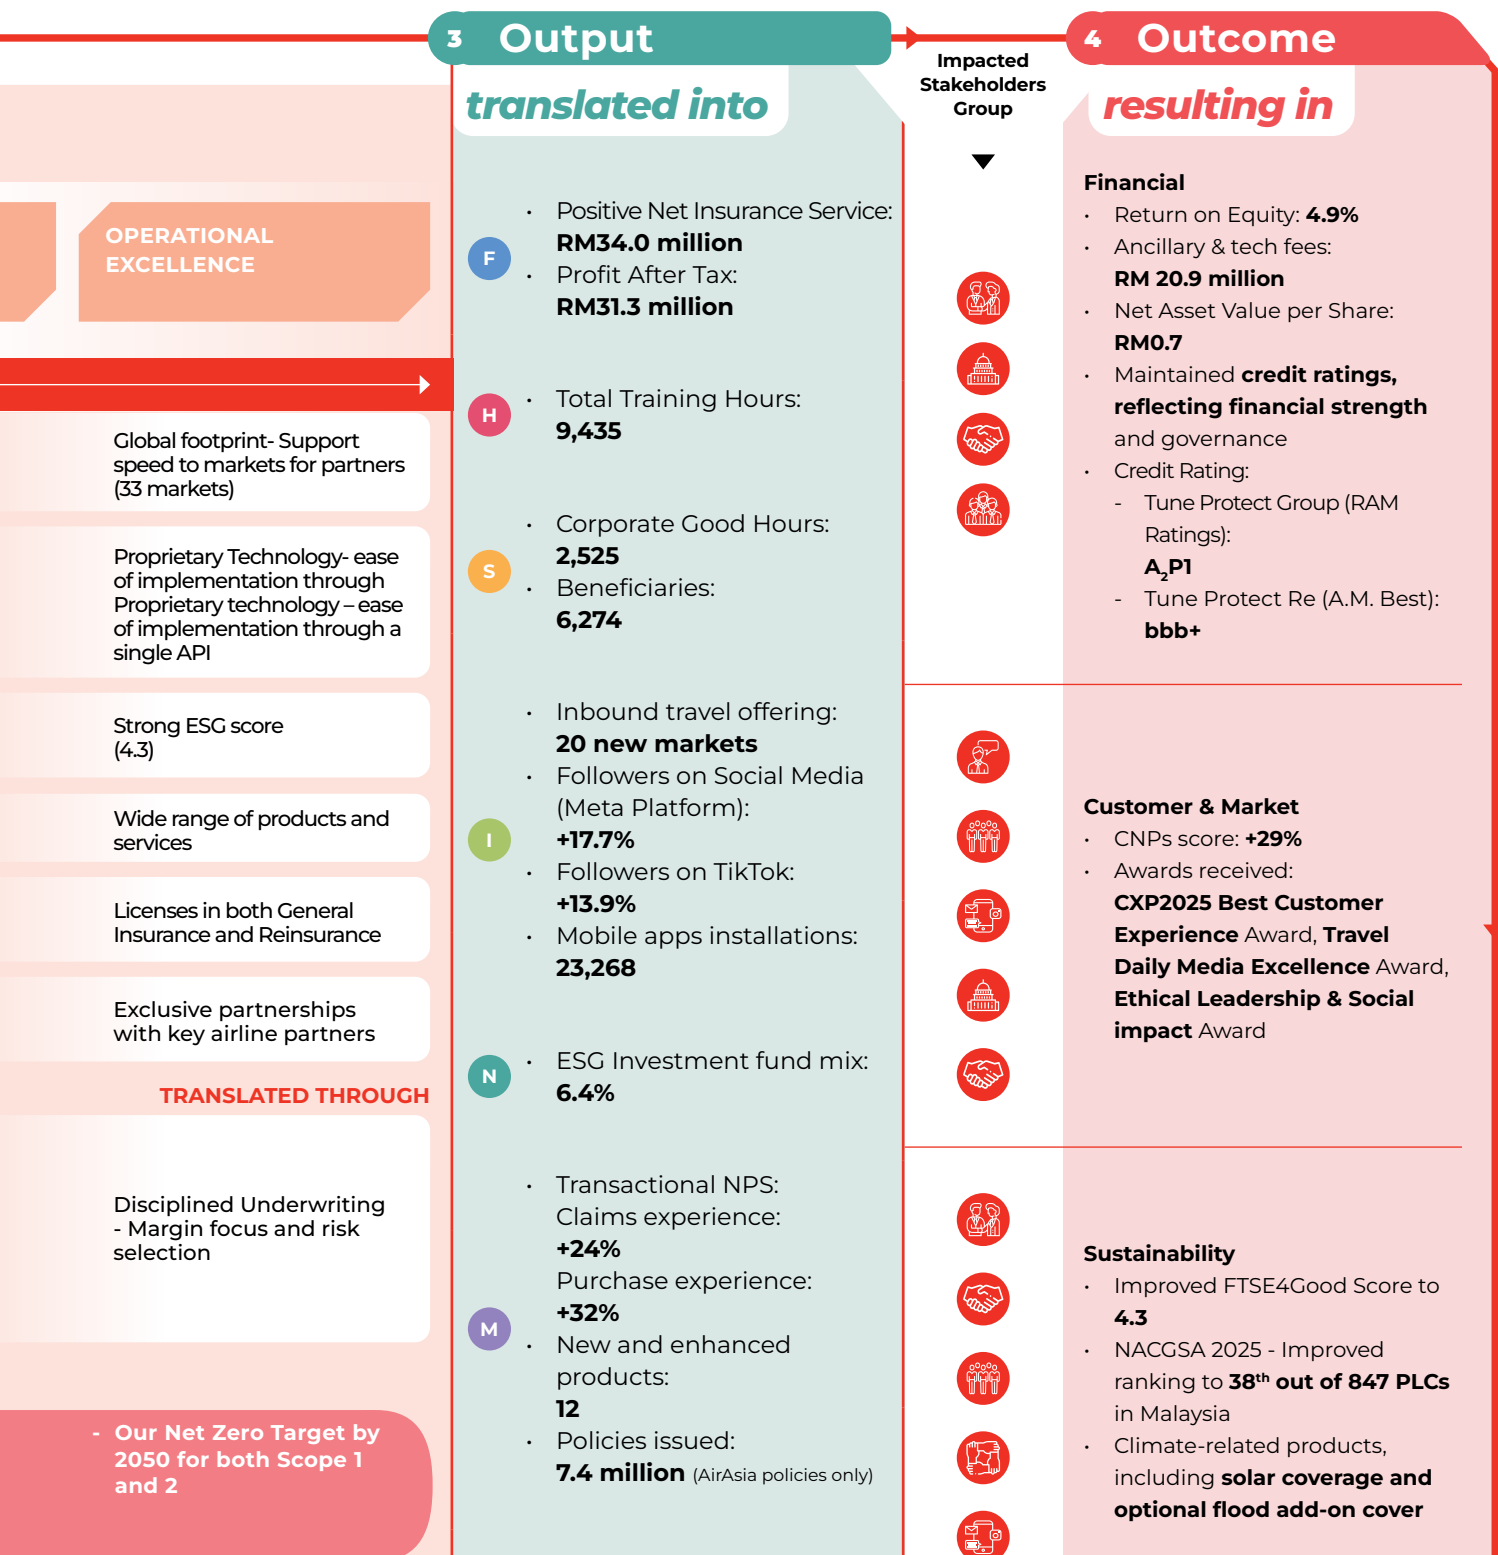 OPERATIONAL
EXCELLENCE
Global footprint- Support
speed to markets for partners
(33 markets)
Proprietary Technology- ease
of implementation through
Proprietary technology – ease
of implementation through a
single API
Strong ESG score
(4.3)
Wide range of products and
services
Licenses in both General
Insurance and Reinsurance
Exclusive partnerships
with key airline partners
TRANSLATED THROUGH
Disciplined Underwriting
- Margin focus and risk
selection
- Our Net Zero Target by
2050 for both Scope 1
and 2
3 Output
translated into
F
• Positive Net Insurance Service:
RM34.0 million
• Profit After Tax:
RM31.3 million
H
• Total Training Hours:
9,435
S
• Corporate Good Hours:
2,525
• Beneficiaries:
6,274
I
• Inbound travel offering:
20 new markets
• Followers on Social Media
(Meta Platform):
+17.7%
• Followers on TikTok:
+13.9%
• Mobile apps installations:
23,268
N
• ESG Investment fund mix:
6.4%
M
• Transactional NPS:
Claims experience:
+24%
Purchase experience:
+32%
• New and enhanced
products:
12
• Policies issued:
7.4 million (AirAsia policies only)
Impacted
Stakeholders
Group
4 Outcome
resulting in
Financial
• Return on Equity: 4.9%
• Ancillary & tech fees:
RM 20.9 million
• Net Asset Value per Share:
RM0.7
• Maintained credit ratings,
reflecting financial strength
and governance
• Credit Rating:
- Tune Protect Group (RAM
Ratings):
A₂P1
- Tune Protect Re (A.M. Best):
bbb+
Customer & Market
• CNPs score: +29%
• Awards received:
CXP2025 Best Customer
Experience Award, Travel
Daily Media Excellence Award,
Ethical Leadership & Social
impact Award
Sustainability
• Improved FTSE4Good Score to
4.3
• NACGSA 2025 - Improved
ranking to 38th out of 847 PLCs
in Malaysia
• Climate-related products,
including solar coverage and
optional flood add-on cover